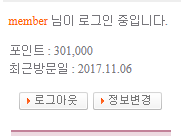 member 님이 로그인 중입니다.
포인트 : 301,000
최근방문일 : 2017.11.06
로그아웃 정보변경